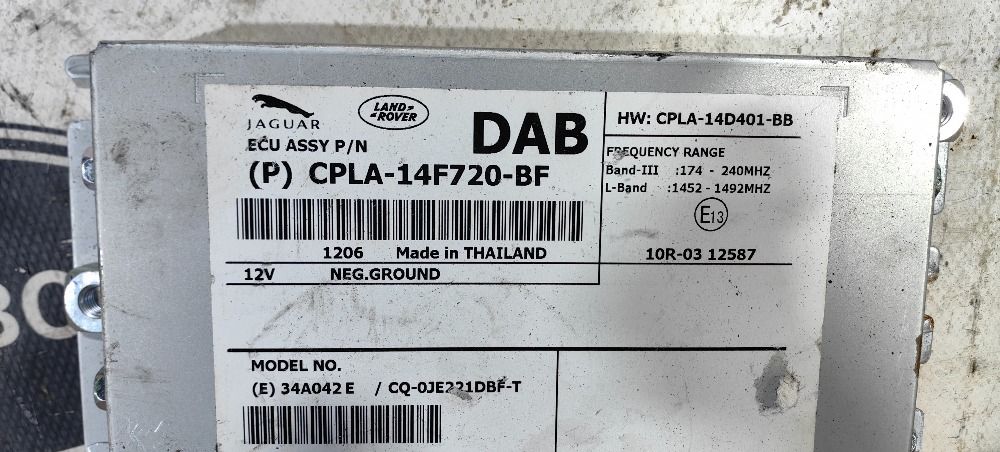 JAGUAR
LAND ROVER
DAB
ECU ASSY P/N
(P) CPLA-14F720-BF
1206 Made in THAILAND
12V NEG.GROUND
HW: CPLA-14D401-BB
FREQUENCY RANGE
Band-III :174 - 240MHZ
L-Band :1452 - 1492MHZ
E13
10R-03 12587
MODEL NO.
(E) 34A042 E / CQ-0JE221DBF-T